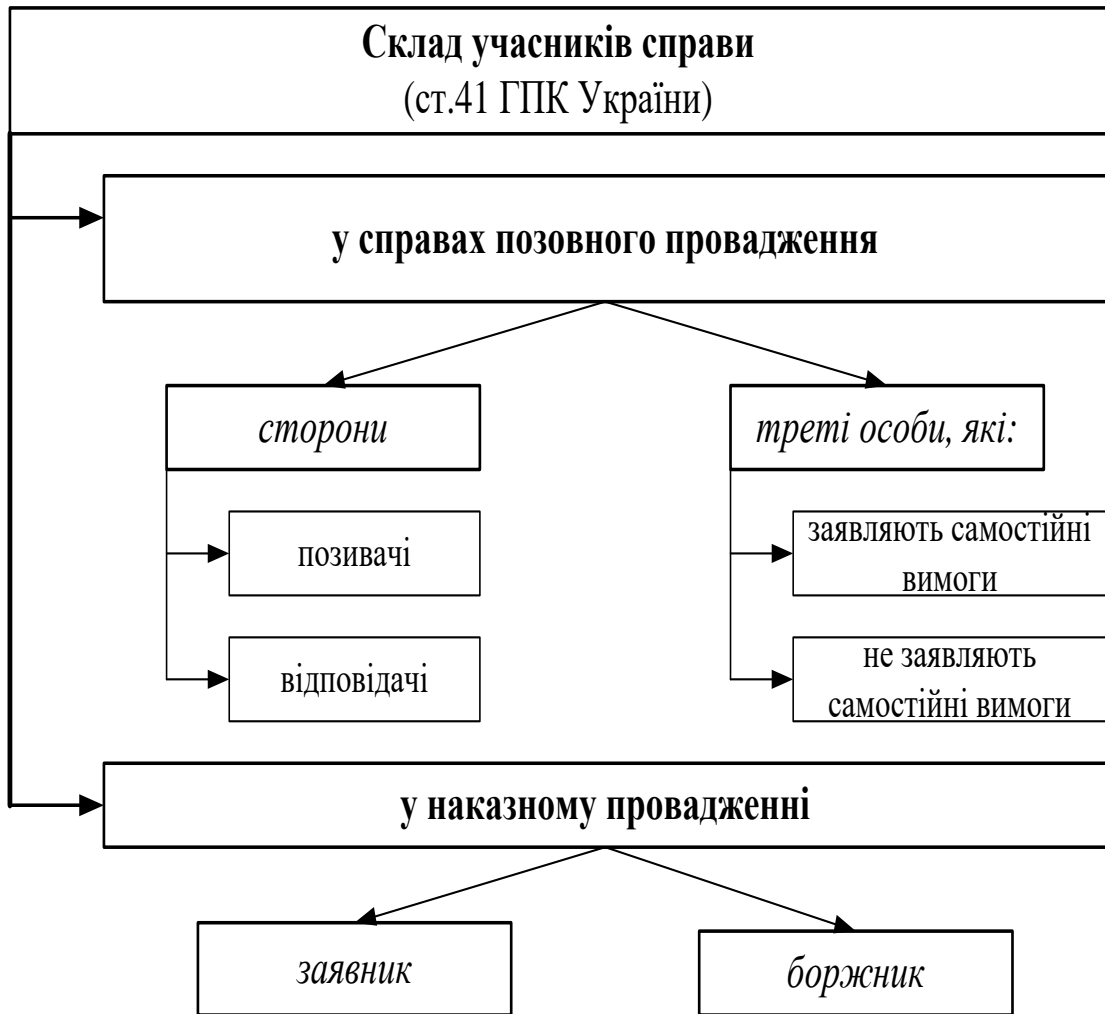 Склад учасників справи
(ст.41 ГПК України)
у справах позовного провадження
сторони
треті особи, які:
позивачі
заявляють самостійні
вимоги
відповідачі
не заявляють
самостійні вимоги
у наказному провадженні
заявник
боржник